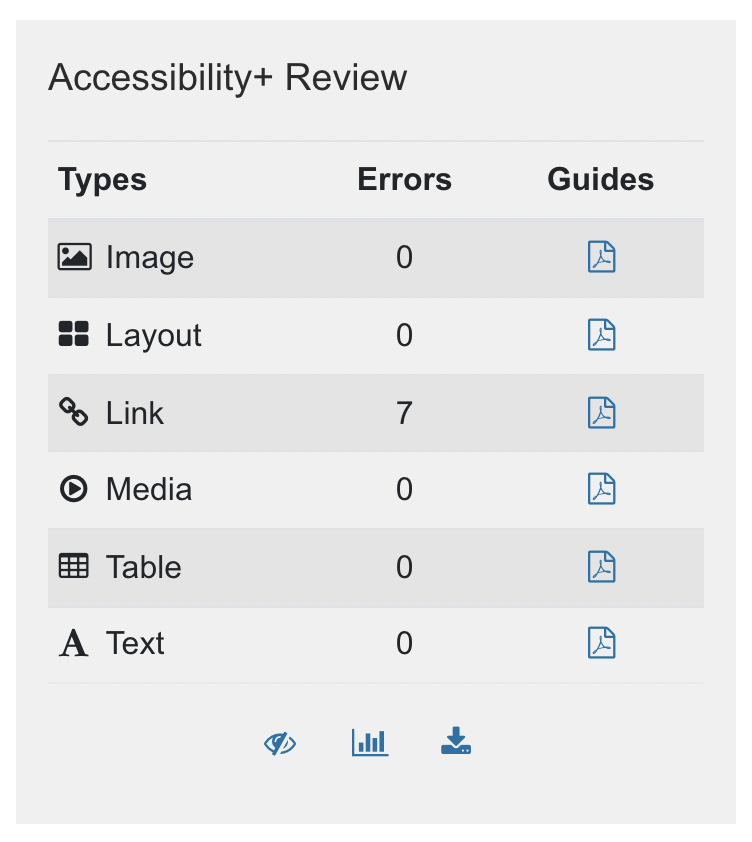 Accessibility+ Review
Types Errors Guides
Image 0
Layout 0
Link 7
Media 0
Table 0
Text 0